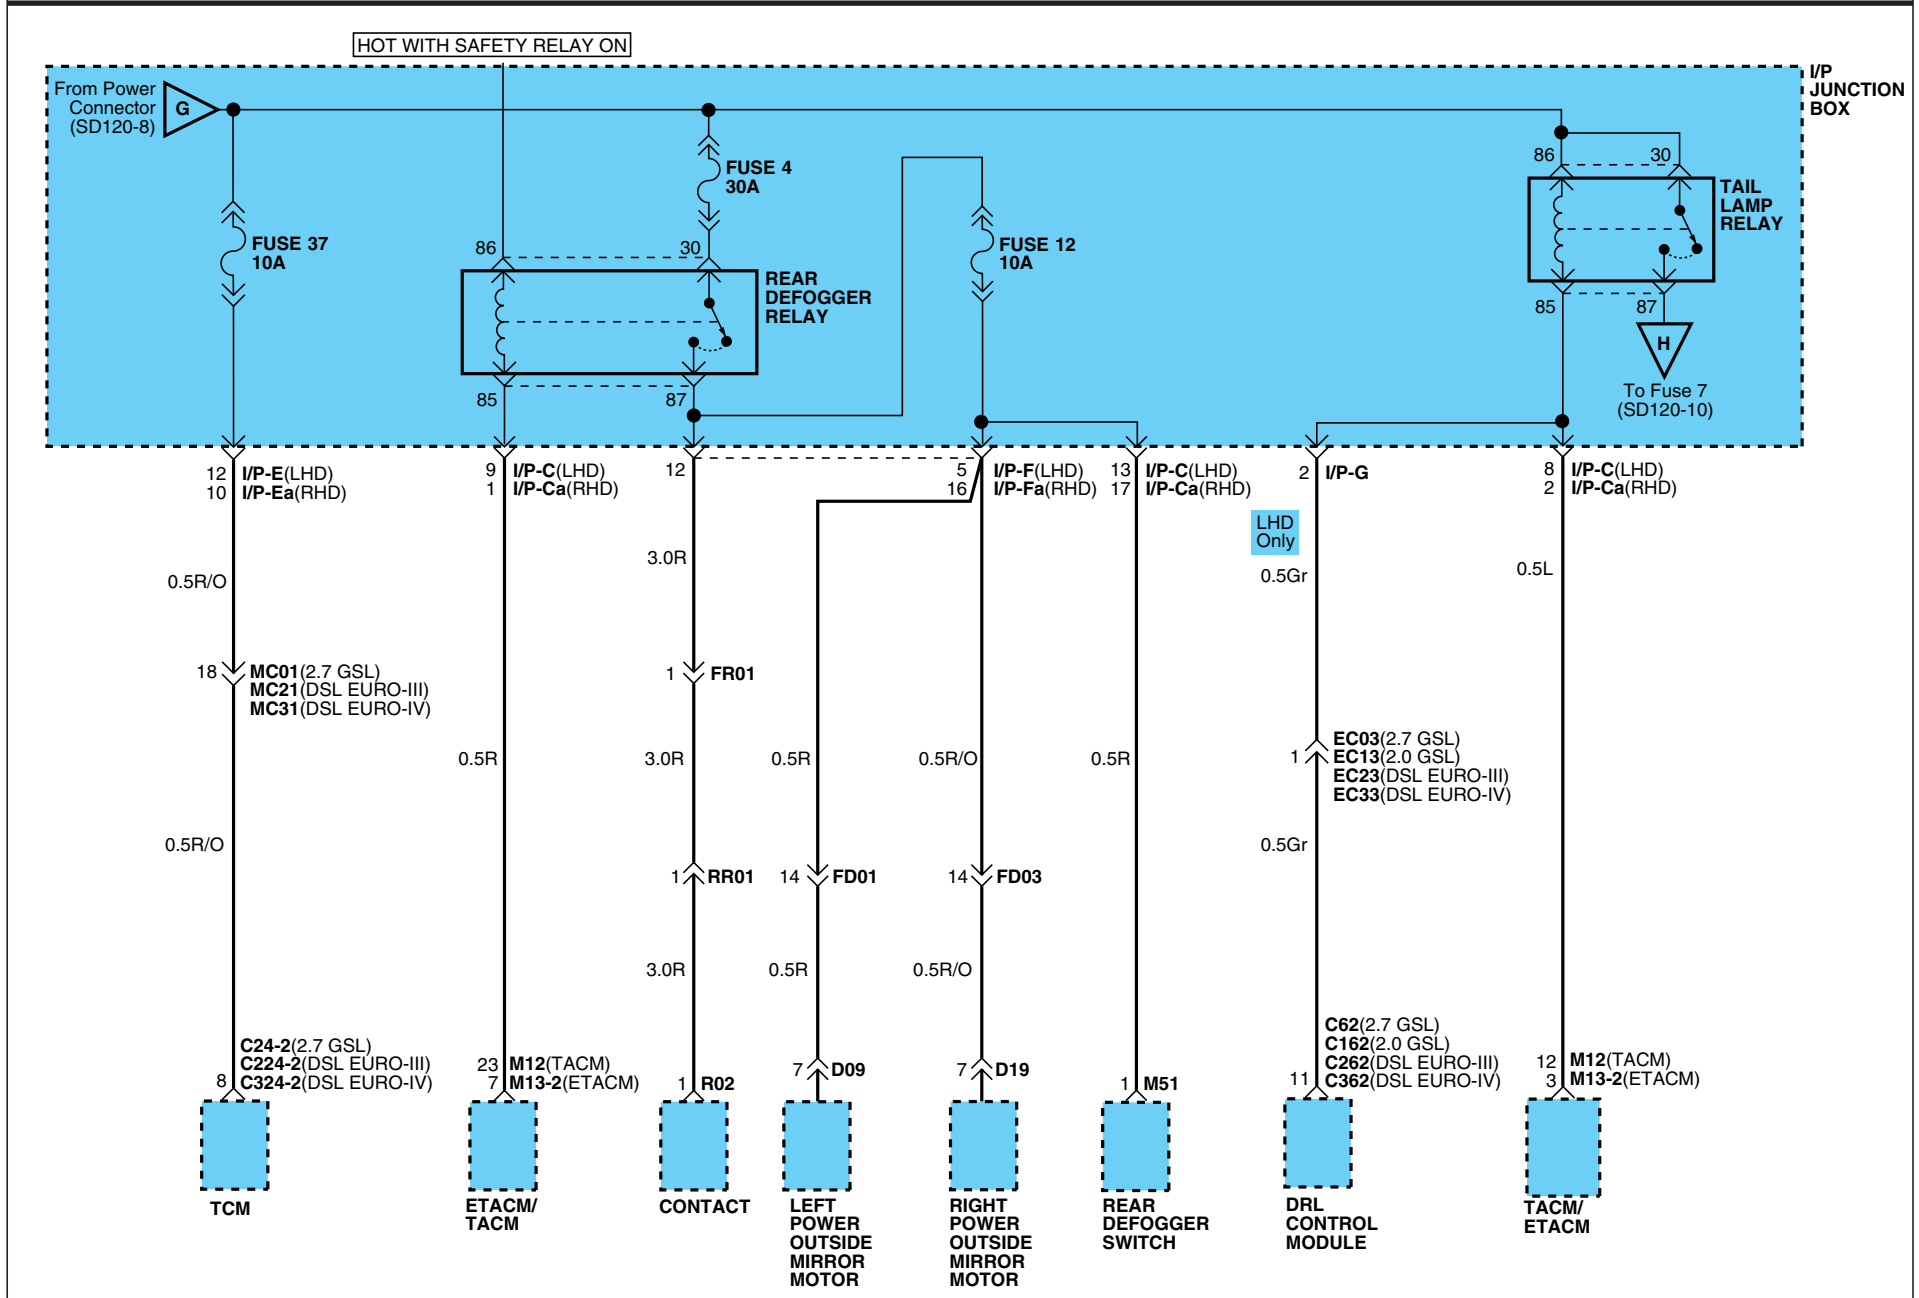 HOT WITH SAFETY RELAY ON
I/P
JUNCTION
BOX
From Power
Connector
(SD120-8)
G
FUSE 37
10A
FUSE 4
30A
86
30
REAR
DEFOGGER
RELAY
85
87
FUSE 12
10A
86
30
TAIL
LAMP
RELAY
85
87
H
To Fuse 7
(SD120-10)
12 I/P-E(LHD)
10 I/P-Ea(RHD)
9 I/P-C(LHD)
1 I/P-Ca(RHD)
12
5 I/P-F(LHD)
16 I/P-Fa(RHD)
13 I/P-C(LHD)
17 I/P-Ca(RHD)
2 I/P-G
8 I/P-C(LHD)
2 I/P-Ca(RHD)
LHD
Only
0.5R/O
3.0R
0.5Gr
0.5L
18 MC01(2.7 GSL)
MC21(DSL EURO-III)
MC31(DSL EURO-IV)
1 FR01
0.5R
3.0R
0.5R
0.5R/O
0.5R
1 EC03(2.7 GSL)
EC13(2.0 GSL)
EC23(DSL EURO-III)
EC33(DSL EURO-IV)
0.5R/O
0.5Gr
1 RR01
14 FD01
14 FD03
3.0R
0.5R
0.5R/O
C24-2(2.7 GSL)
C224-2(DSL EURO-III)
8 C324-2(DSL EURO-IV)
23 M12(TACM)
7 M13-2(ETACM)
1 R02
7 D09
7 D19
1 M51
C62(2.7 GSL)
C162(2.0 GSL)
C262(DSL EURO-III)
11 C362(DSL EURO-IV)
12 M12(TACM)
3 M13-2(ETACM)
TCM
ETACM/
TACM
CONTACT
LEFT
POWER
OUTSIDE
MIRROR
MOTOR
RIGHT
POWER
OUTSIDE
MIRROR
MOTOR
REAR
DEFOGGER
SWITCH
DRL
CONTROL
MODULE
TACM/
ETACM